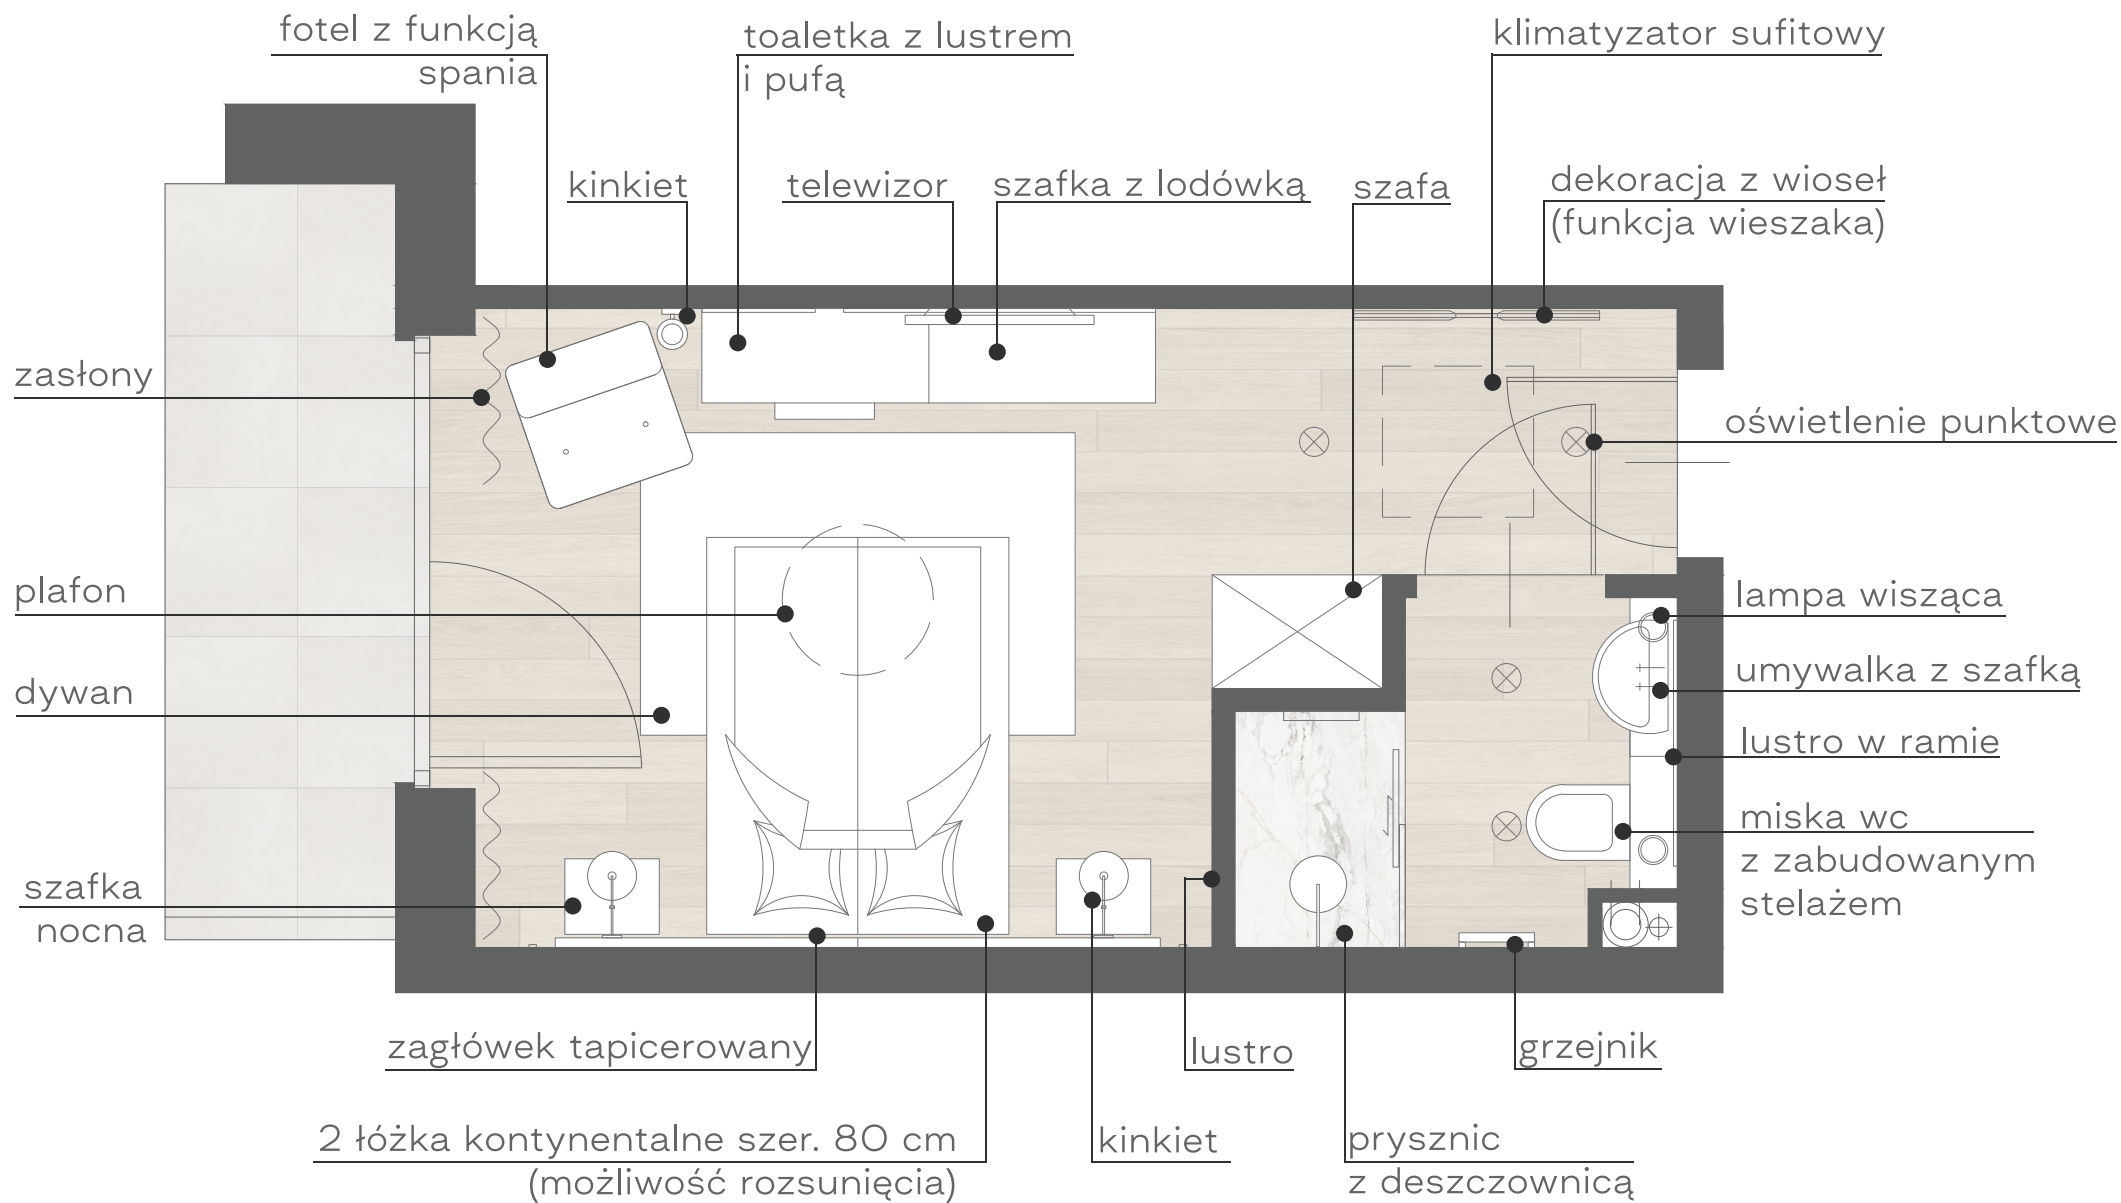 fotel z funkcją
spania
toaletka z lustrem
i pufą
klimatyzator sufitowy
kinkiet
telewizor
szafka z lodówką
szafa
dekoracja z wioseł
(funkcja wieszaka)
zasłony
oświetlenie punktowe
plafon
lampa wisząca
umywalka z szafką
dywan
lustro w ramie
miska wc
z zabudowanym
stelażem
szafka
nocna
zagłówek tapicerowany
lustro
grzejnik
2 łóżka kontynentalne szer. 80 cm
(możliwość rozsunięcia)
kinkiet
prysznic
z deszczownicą